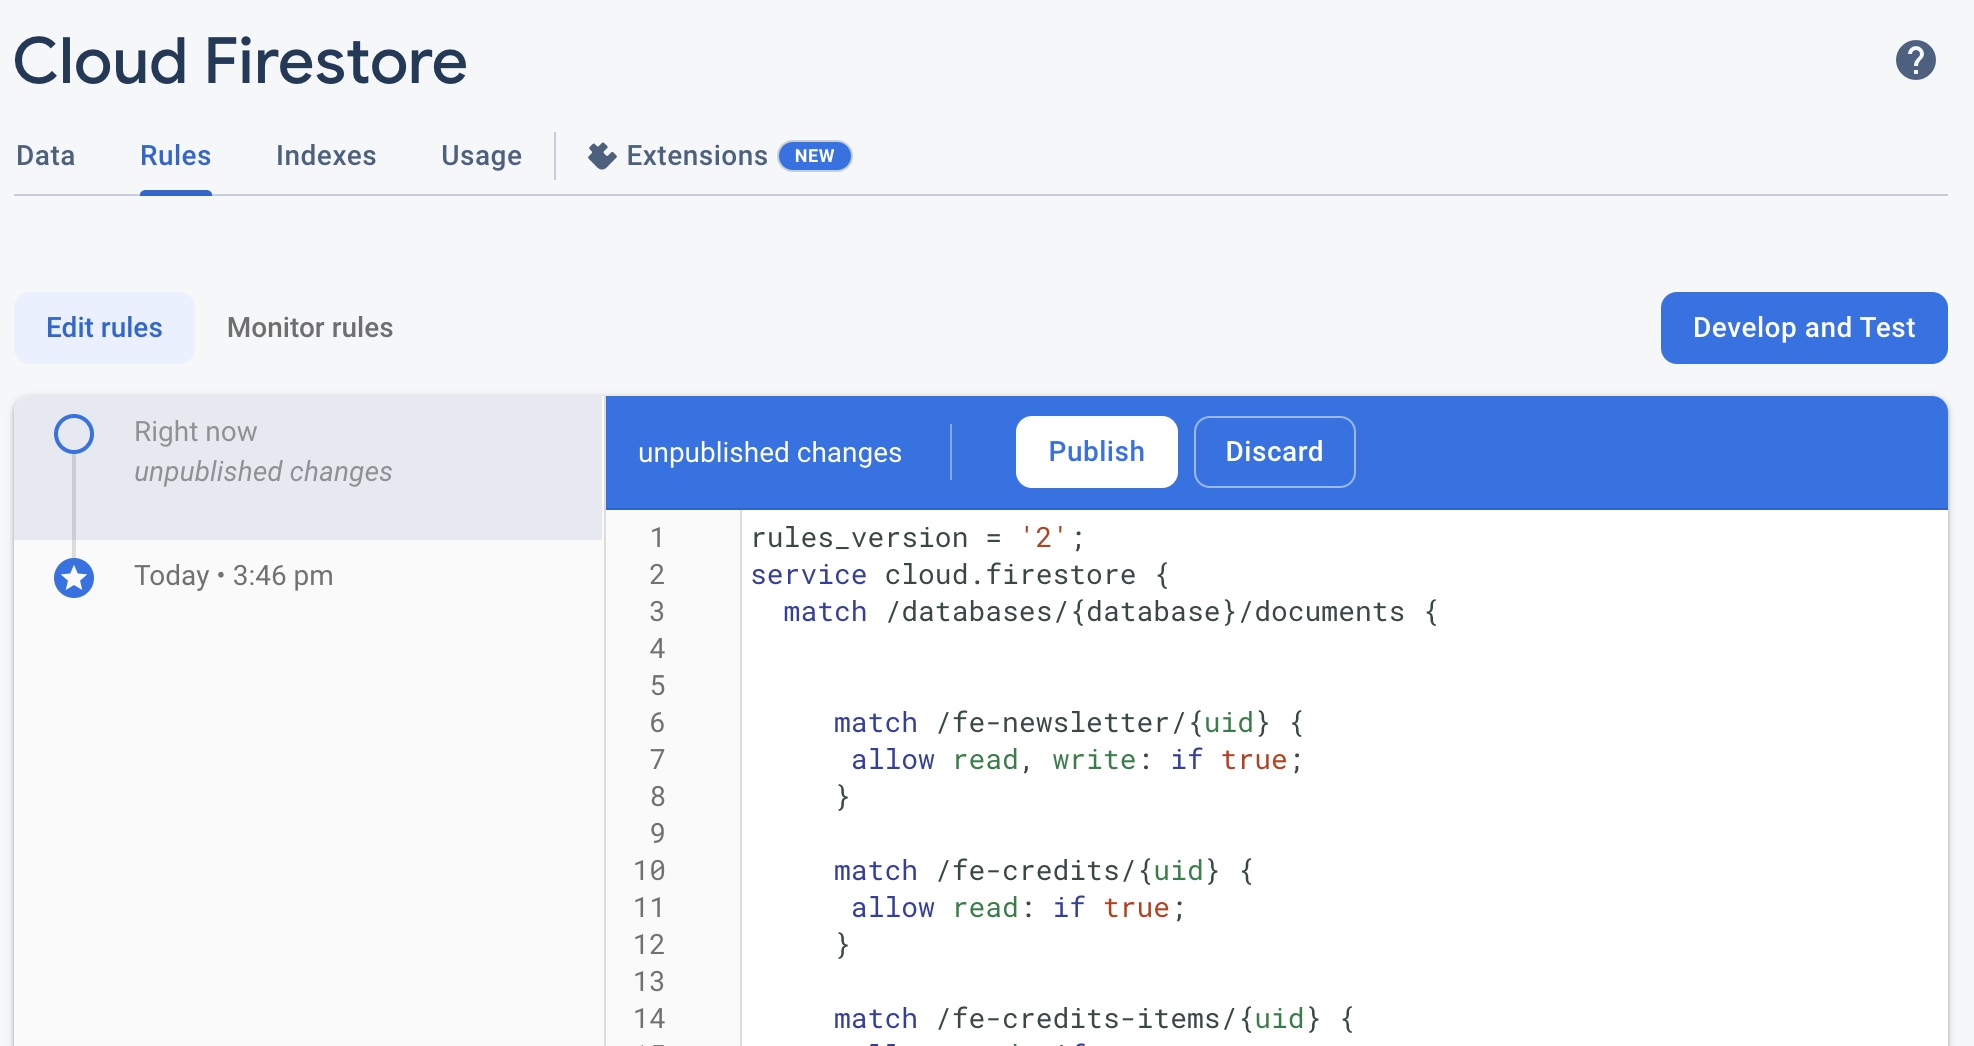 Cloud Firestore
?
Data Rules Indexes Usage Extensions NEW
Edit rules Monitor rules Develop and Test
Right now
unpublished changes
Today • 3:46 pm
unpublished changes Publish Discard
1 rules_version = '2';
2 service cloud.firestore {
3 match /databases/{database}/documents {
4
5
6 match /fe-newsletter/{uid} {
7 allow read, write: if true;
8 }
9
10 match /fe-credits/{uid} {
11 allow read: if true;
12 }
13
14 match /fe-credits-items/{uid} {